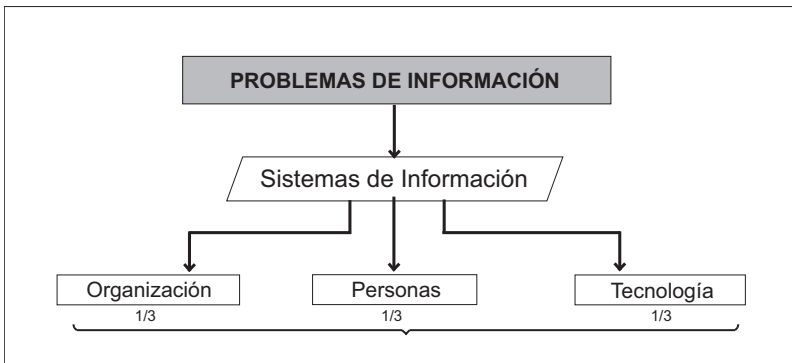 PROBLEMAS DE INFORMACIÓN
Sistemas de Información
Organización
Personas
Tecnología
1/3
1/3
1/3